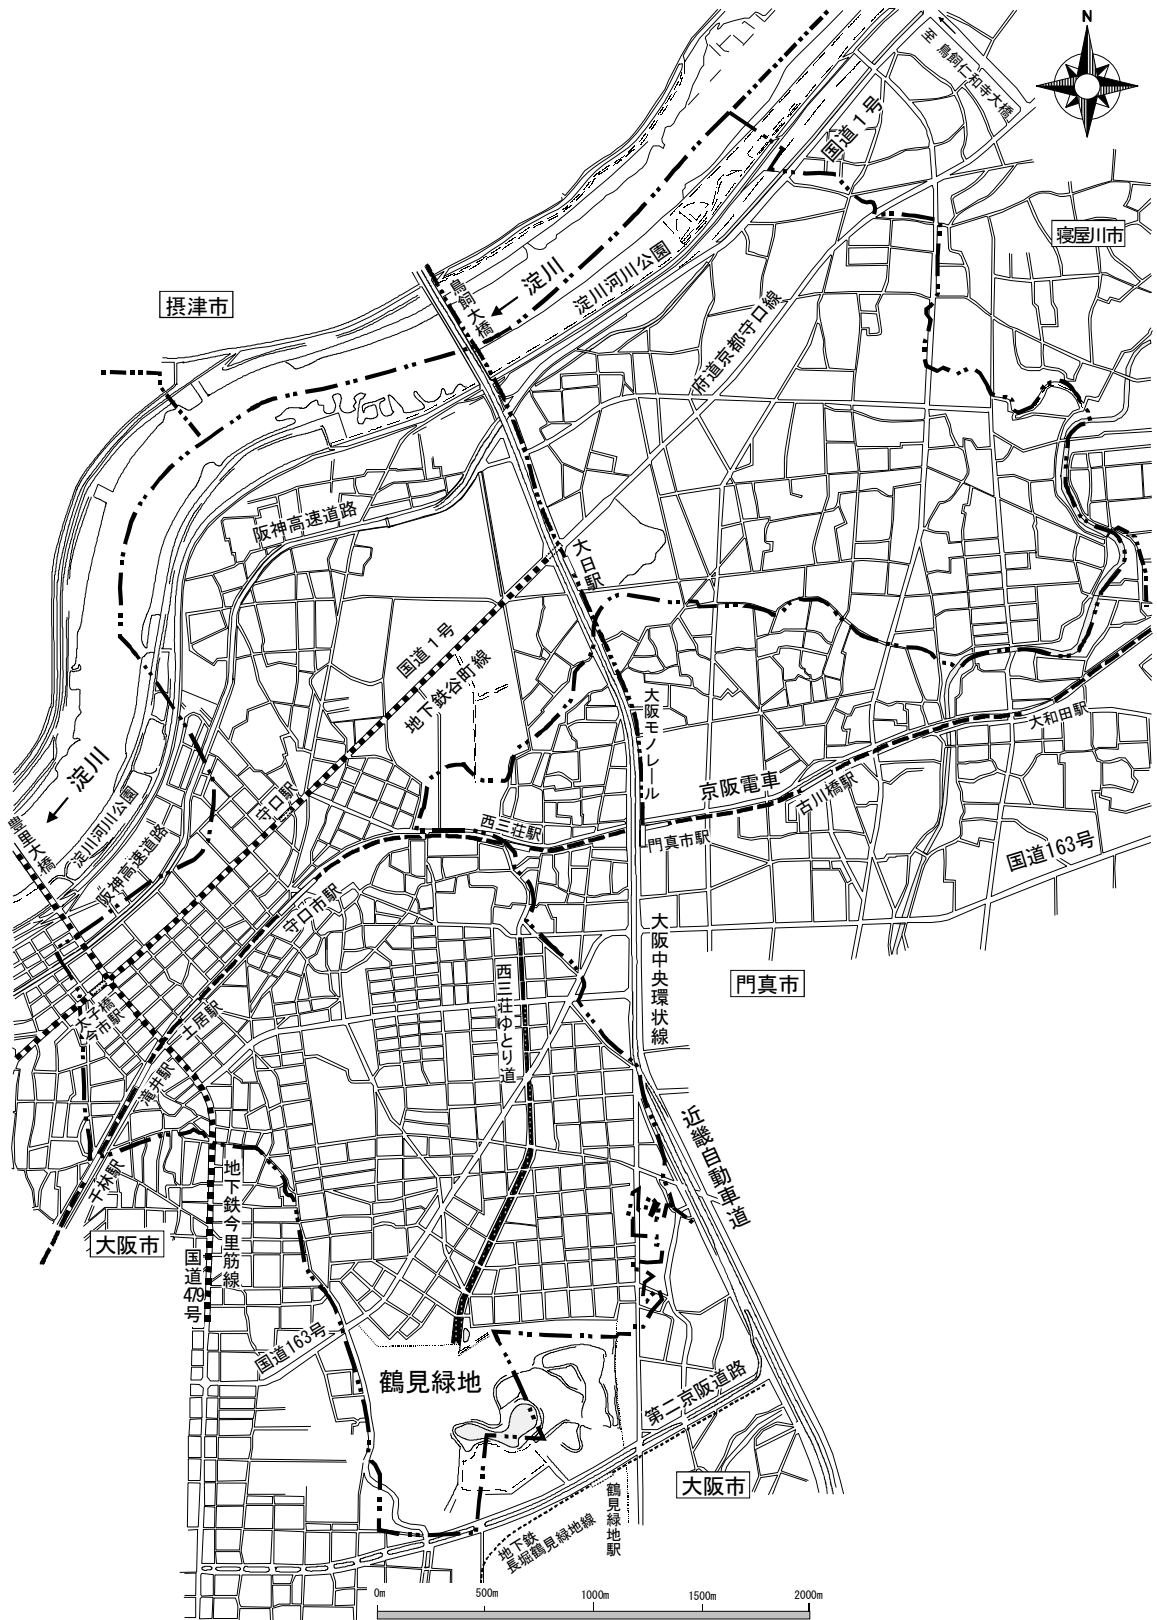 N
至 鳥飼仁和寺大橋
国道1号
寝屋川市
淀川
淀川河川公園
鳥飼大橋
摂津市
府道京都守口線
阪神高速道路
大日駅
国道1号
地下鉄谷町線
大阪モノレール
大和田駅
京阪電車
古川橋駅
淀川
守口駅
西三荘駅
門真市駅
国道163号
豊里大橋
淀川河川公園
阪神高速道路
守口市駅
大阪中央環状線
門真市
西三荘ゆとり道
太子橋
今市駅
土居駅
滝井駅
近畿自動車道
千林駅
地下鉄今里筋線
大阪市
国道479号
国道163号
鶴見緑地
第二京阪道路
大阪市
鶴見緑地駅
地下鉄
長堀鶴見緑地線
0m 500m 1000m 1500m 2000m